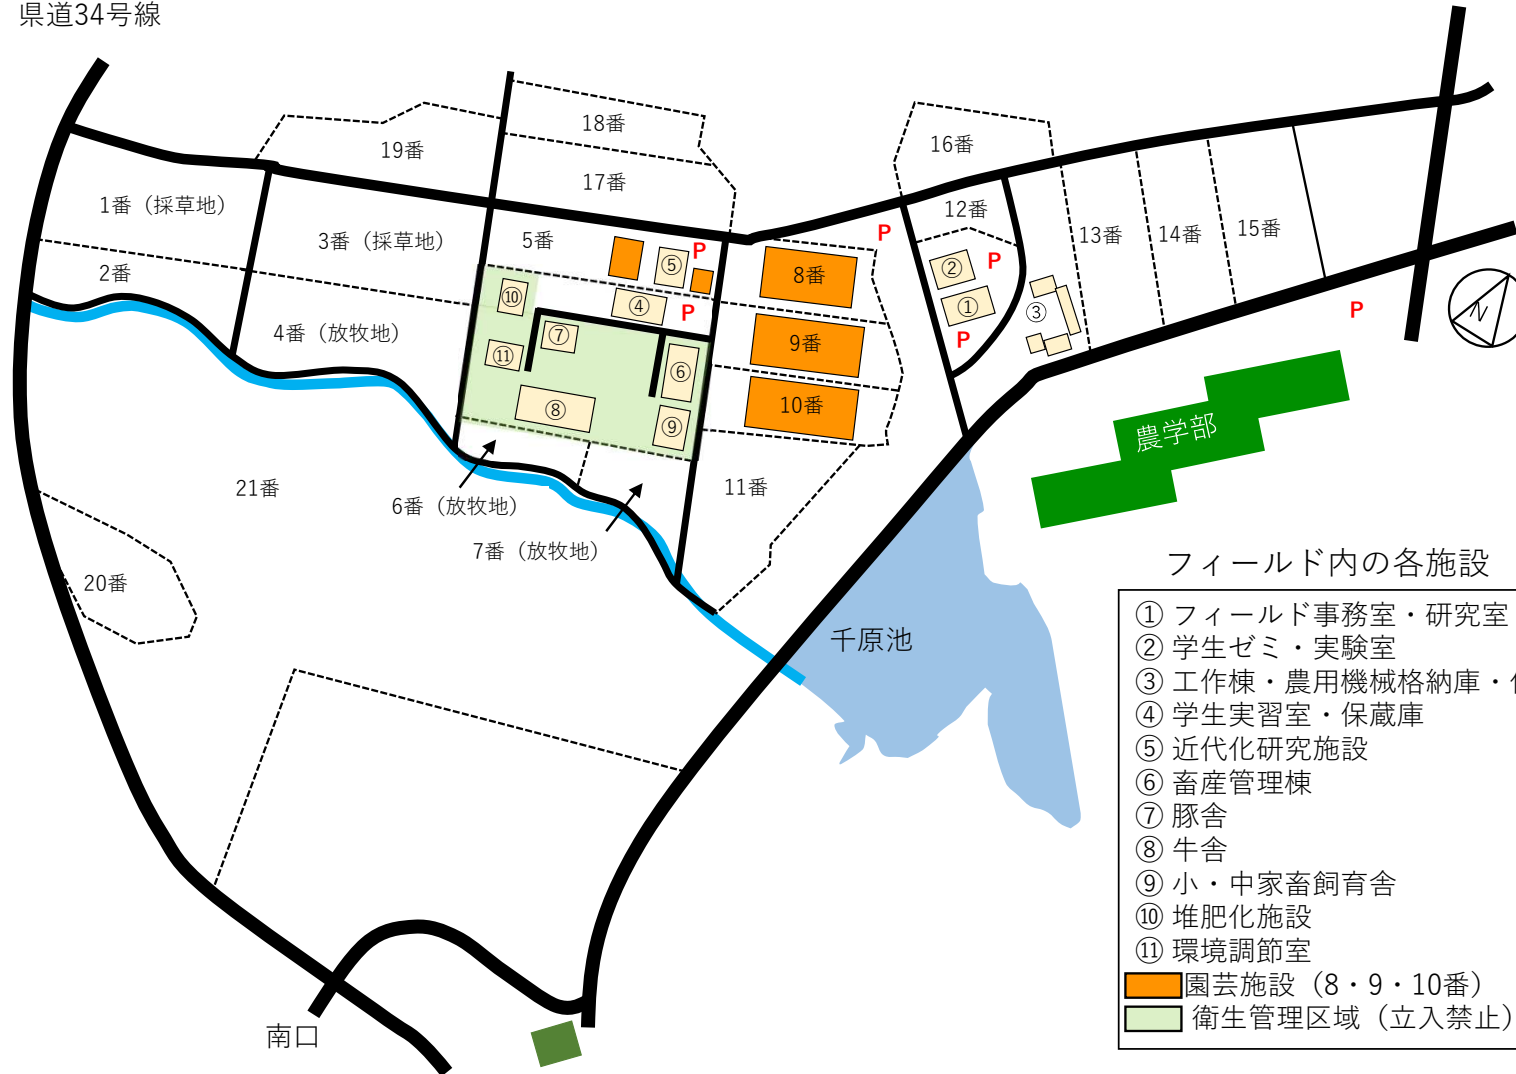 県道34号線
18番
19番
16番
17番
1番（採草地）
12番
3番（採草地）
5番
P
P
13番
14番
15番
2番
⑤
②
P
8番
⑩
④
P
①
③
P
N
4番（放牧地）
⑦
9番
P
⑪
⑥
⑧
10番
⑨
農学部
21番
11番
6番（放牧地）
7番（放牧地）
20番
千原池
南口
フィールド内の各施設
① フィールド事務室・研究室
② 学生ゼミ・実験室
③ 工作棟・農用機械格納庫・
④ 学生実習室・保蔵庫
⑤ 近代化研究施設
⑥ 畜産管理棟
⑦ 豚舎
⑧ 牛舎
⑨ 小・中家畜飼育舎
⑩ 堆肥化施設
⑪ 環境調節室
園芸施設（8・9・10番）
衛生管理区域（立入禁止）